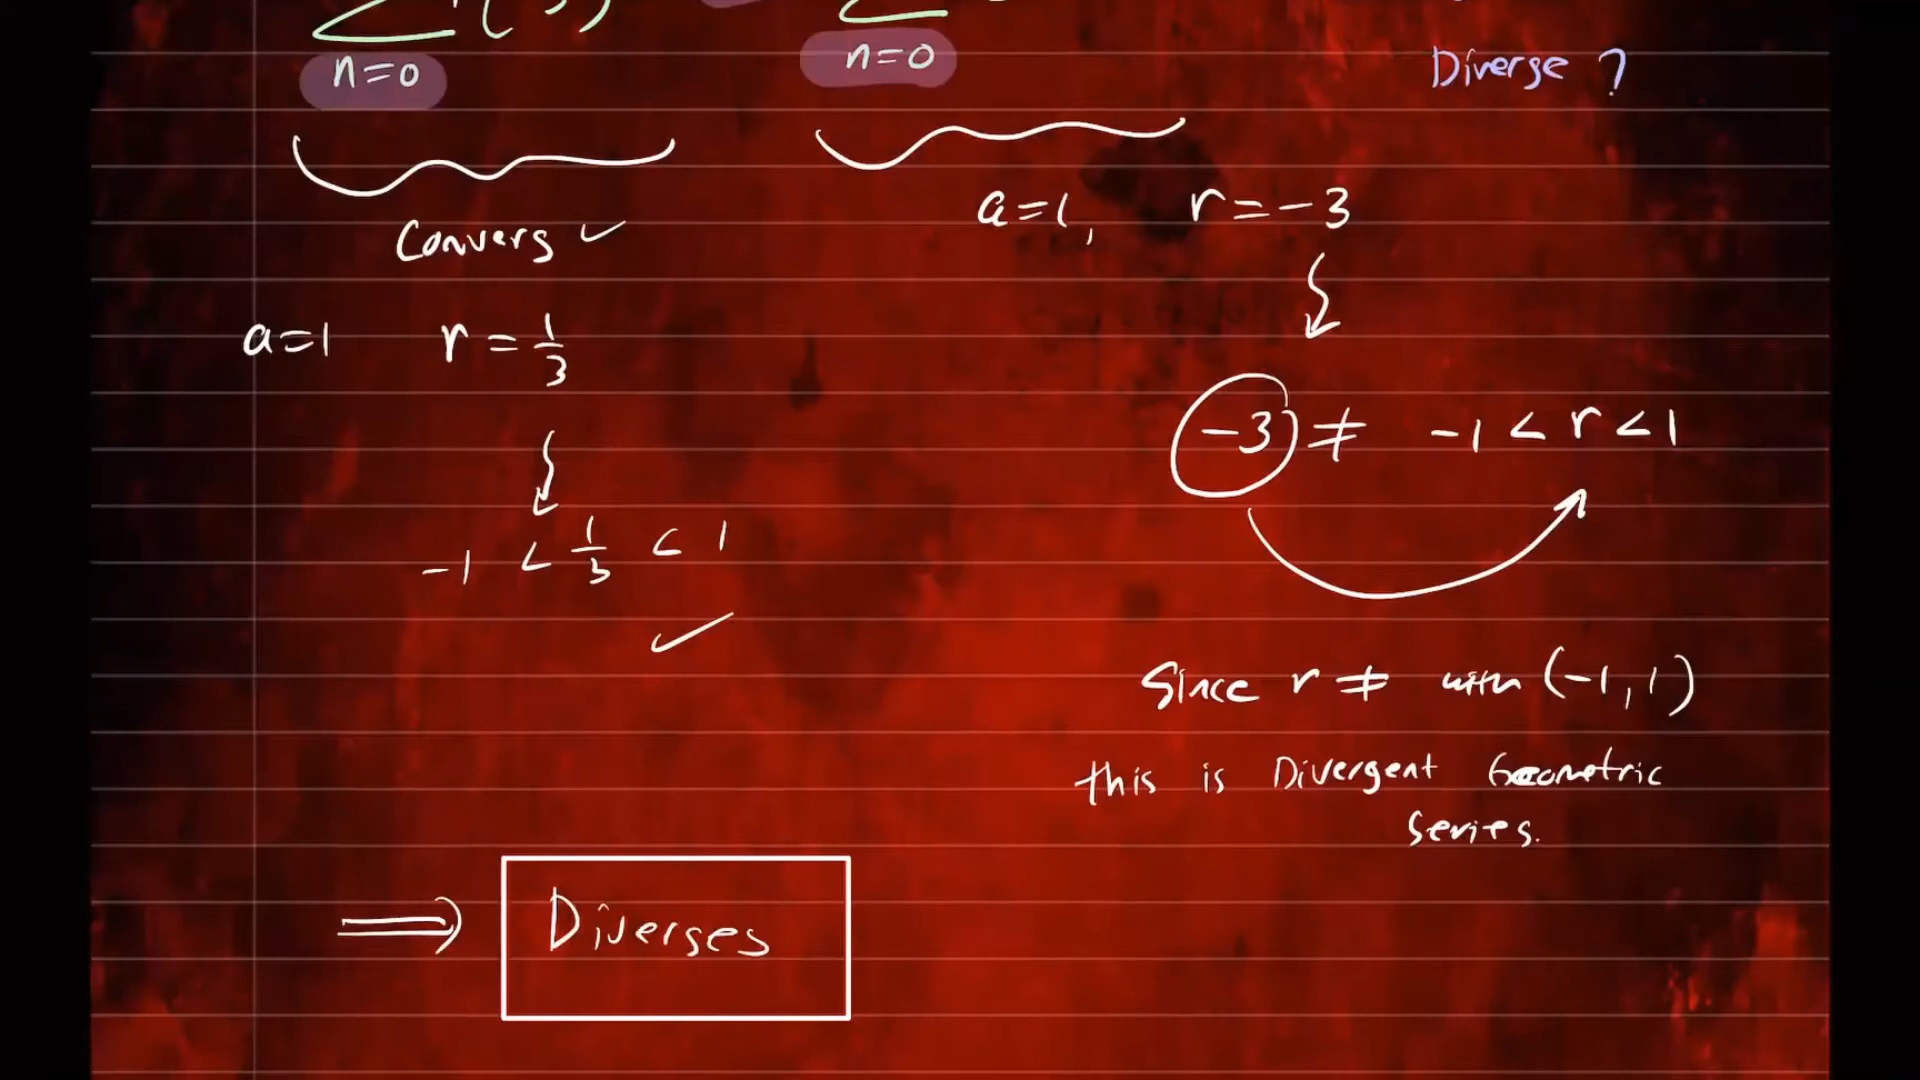 n=0
n=0
Diverge ?
Convers ✓
a=1 r=1/3
-1 < 1/3 < 1
✓
a=1, r=-3
-3 ≠ -1 < r < 1
Since r ≠ with (-1,1)
this is Divergent Geometric
series.
⇒ Diverses